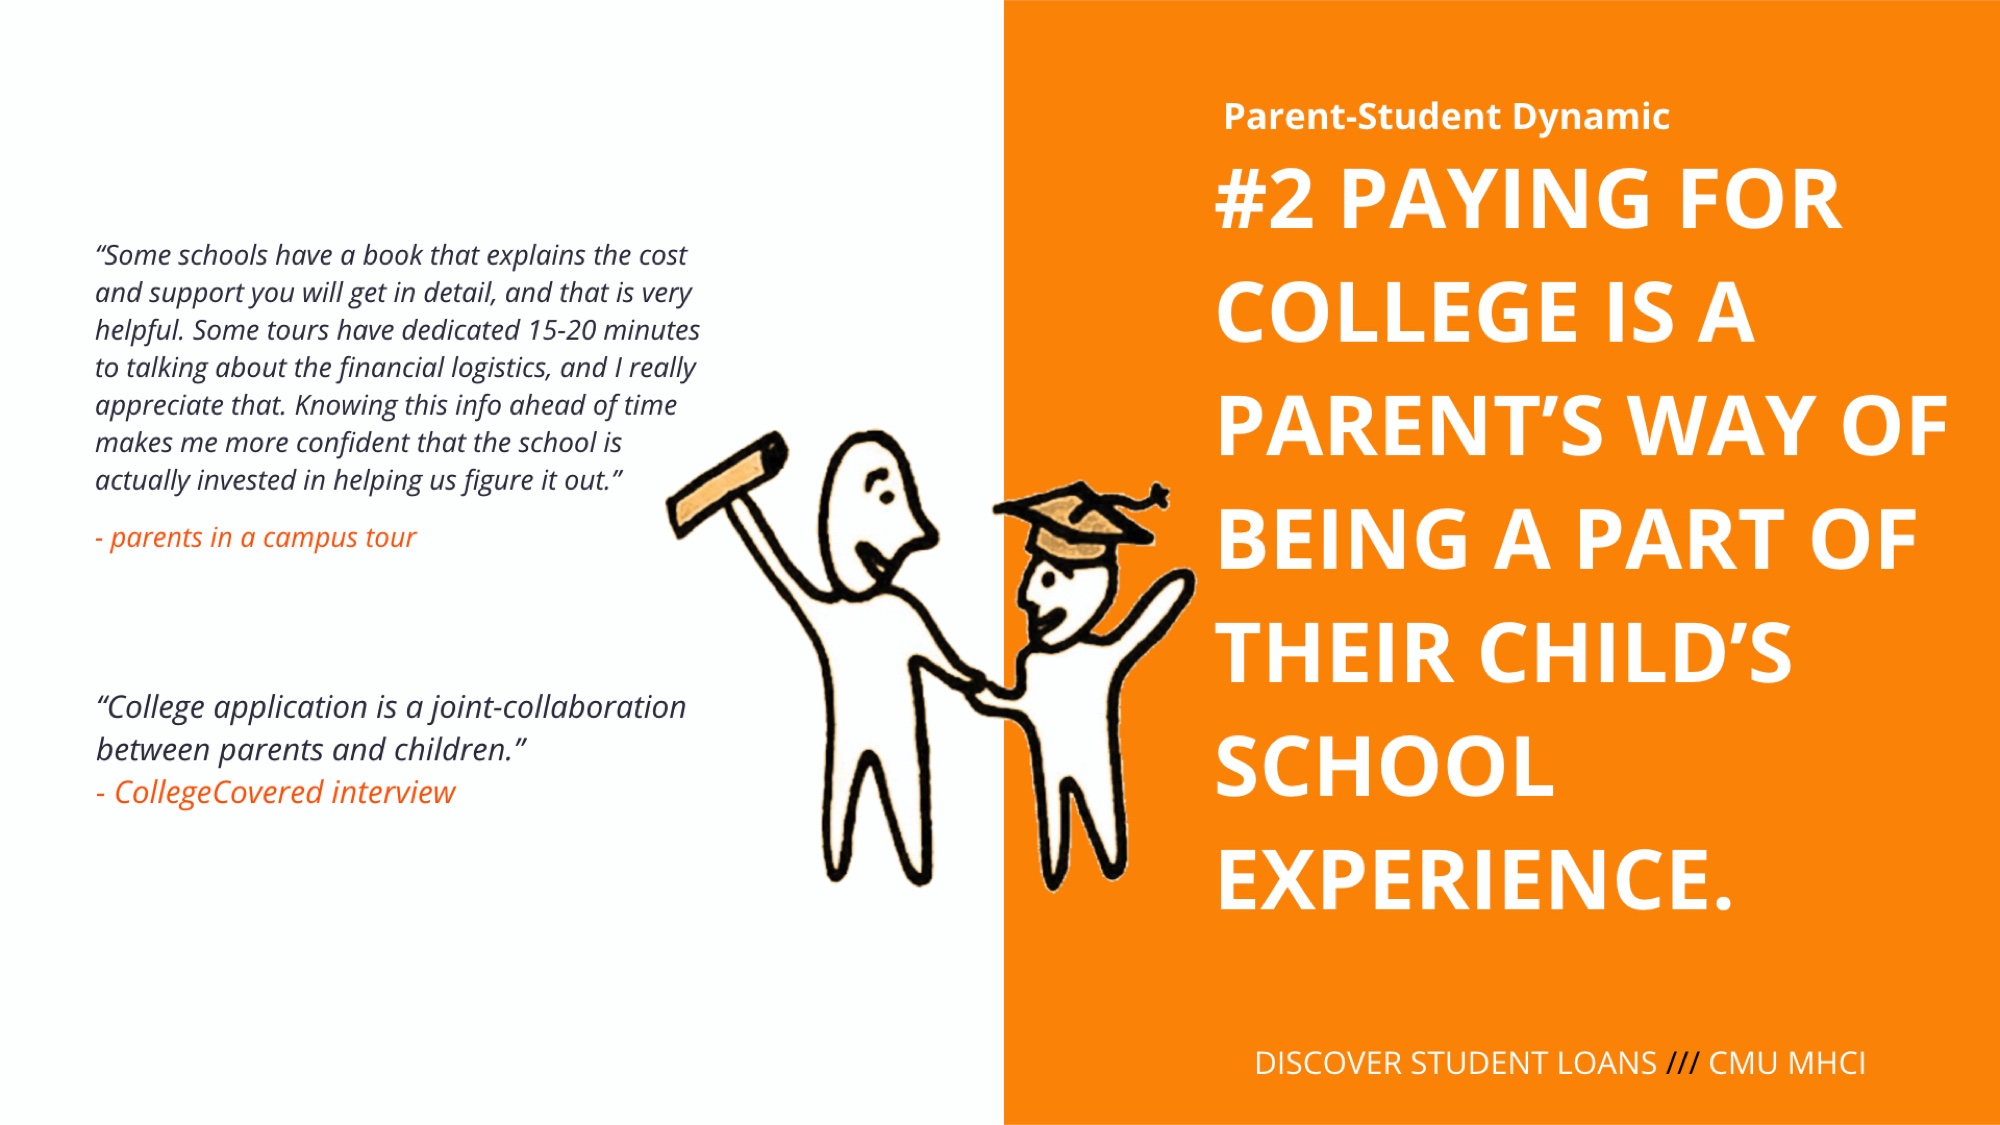 “Some schools have a book that explains the cost
and support you will get in detail, and that is very
helpful. Some tours have dedicated 15-20 minutes
to talking about the financial logistics, and I really
appreciate that. Knowing this info ahead of time
makes me more confident that the school is
actually invested in helping us figure it out.”
- parents in a campus tour
“College application is a joint-collaboration
between parents and children.”
- CollegeCovered interview
Parent-Student Dynamic
#2 PAYING FOR
COLLEGE IS A
PARENT’S WAY OF
BEING A PART OF
THEIR CHILD’S
SCHOOL
EXPERIENCE.
DISCOVER STUDENT LOANS /// CMU MHCI